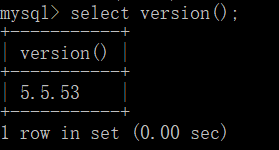 mysql> select version();
+-----------+
| version() |
+-----------+
| 5.5.53    |
+-----------+
1 row in set (0.00 sec)